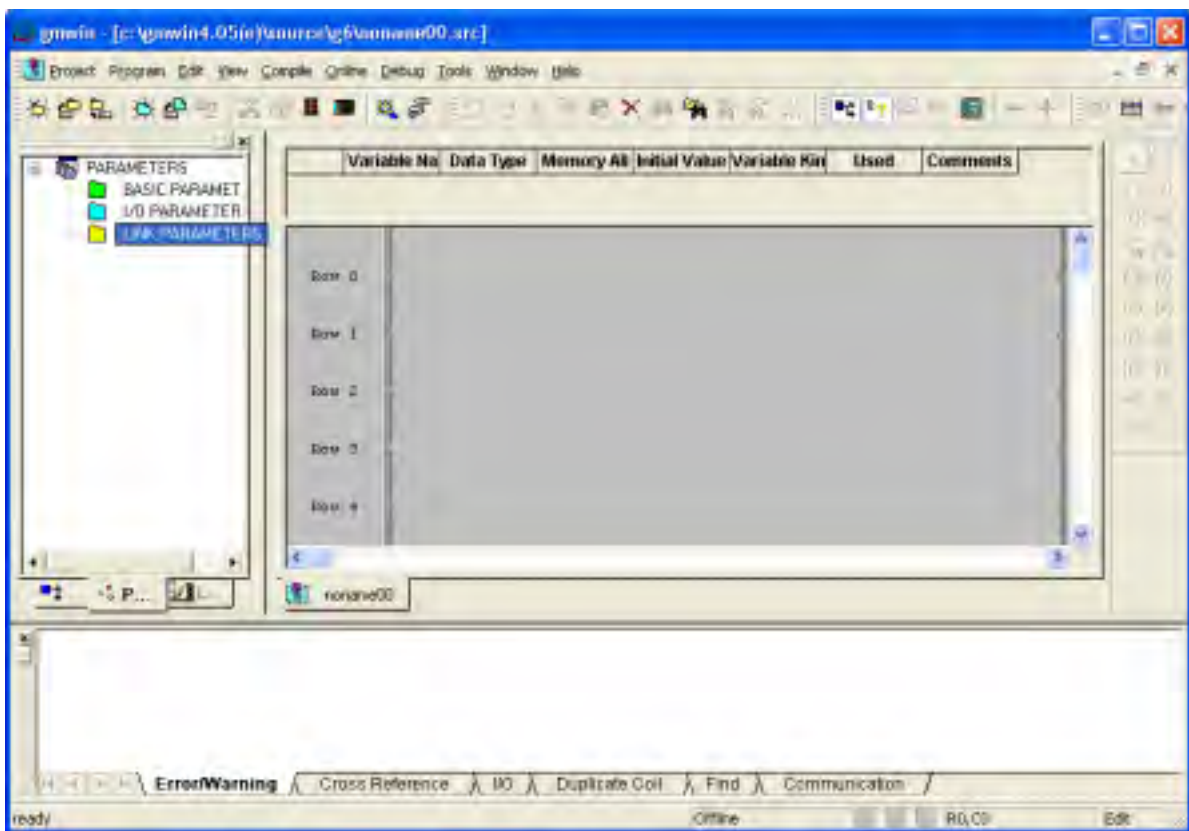 gmwin - [c:\gmwin4.05(e)\source\g6\noname00.src]
Project Program Edit View Compile Online Debug Tools Window Help
PARAMETERS
BASIC PARAMET
I/O PARAMETER
LINK PARAMETERS
Variable Na Data Type Memory All Initial Value Variable Kin Used Comments
Row 0
Row 1
Row 2
Row 3
Row 4
P...
noname00
Error/Warning Cross Reference I/O Duplicate Coil Find Communication
ready Offline R0,C0 Edit